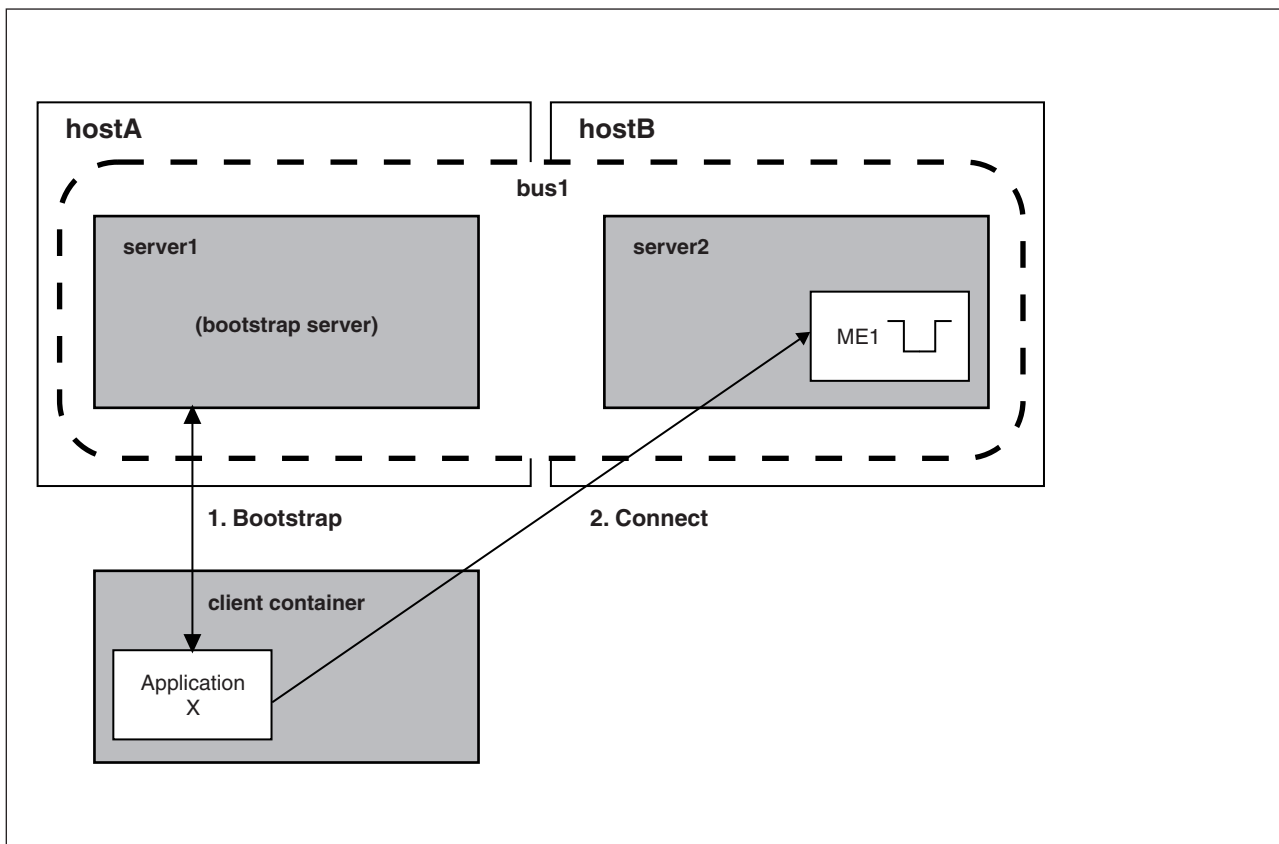 hostA
hostB
bus1
server1
(bootstrap server)
server2
ME1
1. Bootstrap
2. Connect
client container
Application
X